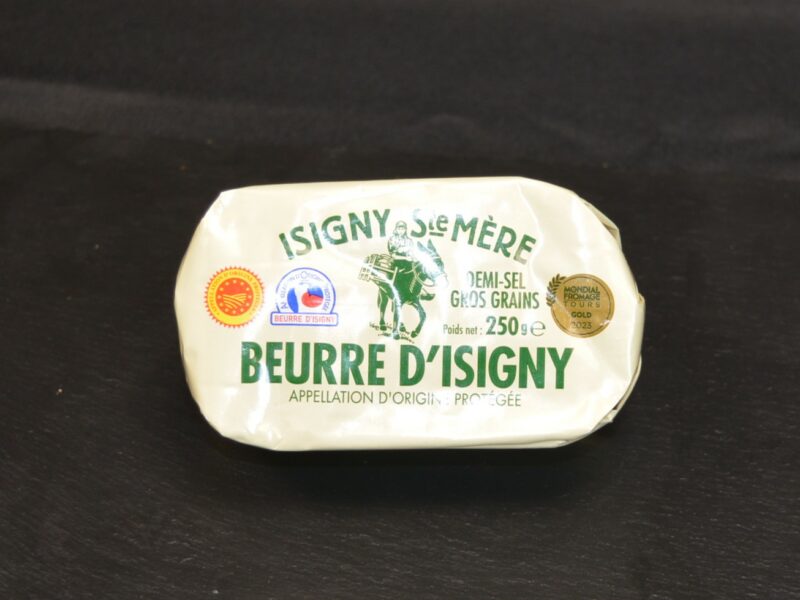 ISIGNY Ste MÈRE
DEMI-SEL
GROS GRAINS
Poids net : 250 g e
BEURRE D'ISIGNY
MONDIAL
FROMAGE
TOURS
GOLD
2023
BEURRE D'ISIGNY
APPELLATION D'ORIGINE PROTÉGÉE